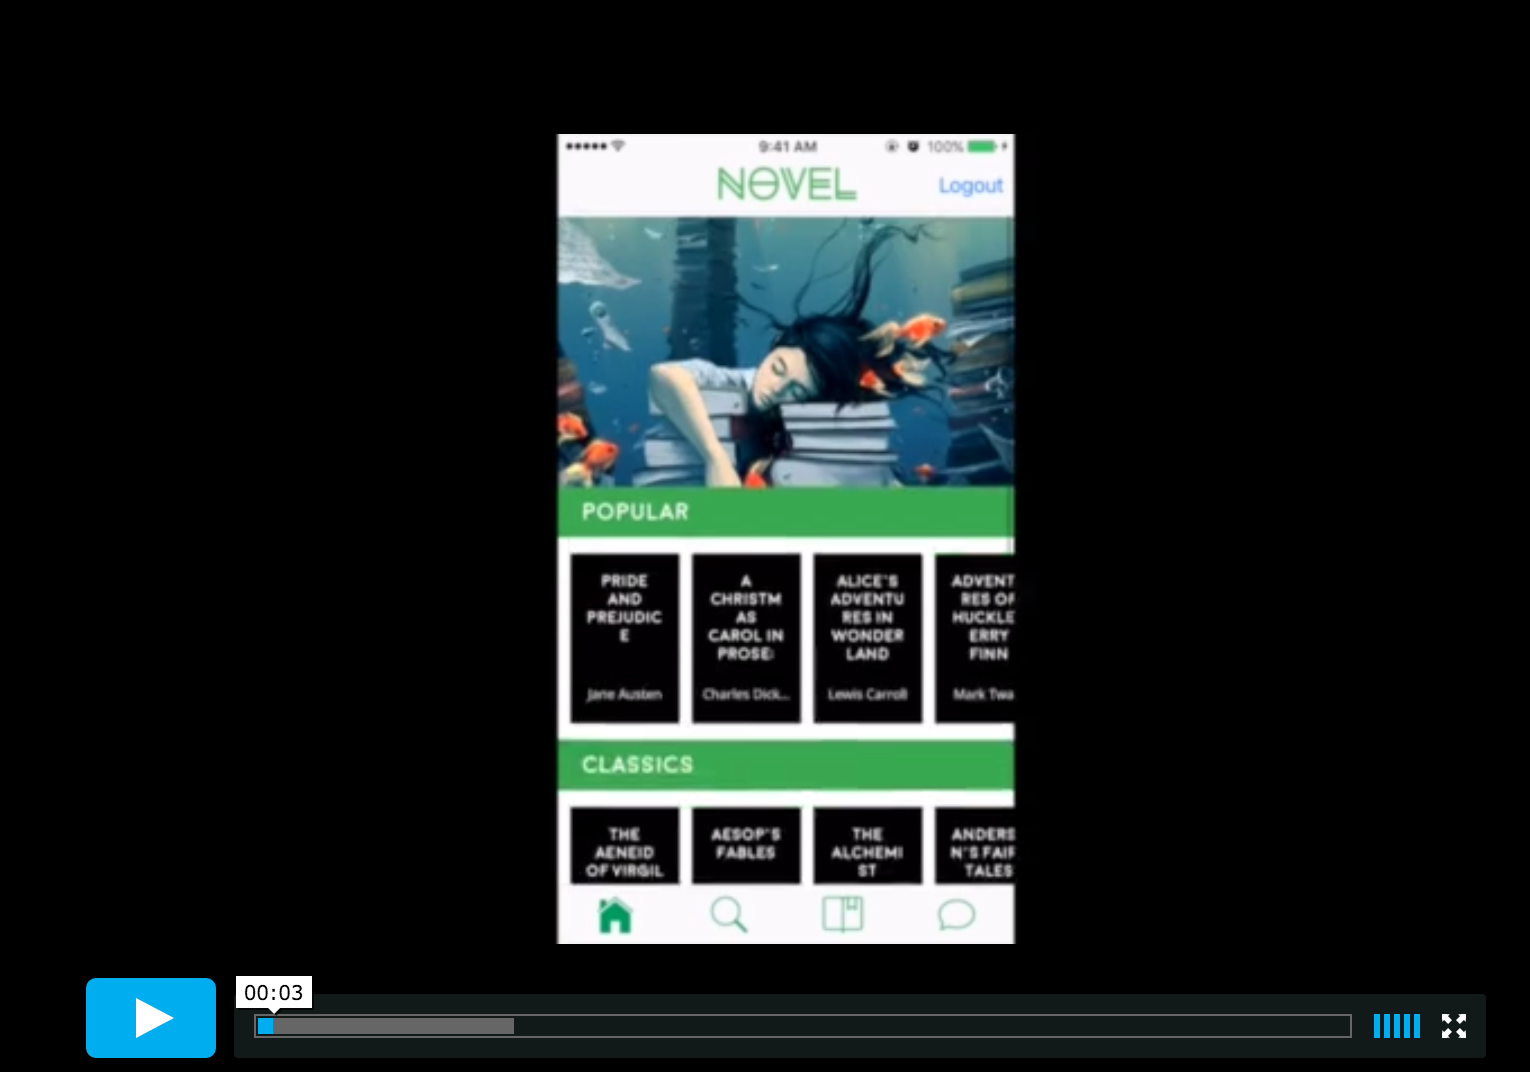 9:41 AM
100%
NOVEL
Logout
POPULAR
PRIDE
AND
PREJUDIC
E
Jane Austen
A
CHRISTM
AS
CAROL IN
PROSE;
Charles Dick...
ALICE'S
ADVENTU
RES IN
WONDER
LAND
Lewis Carroll
ADVENT
RES OF
HUCKLE
ERRY
FINN
Mark Twa
CLASSICS
THE
AENEID
OF VIRGIL
AESOP'S
FABLES
THE
ALCHEMI
ST
ANDERS
N'S FAIR
TALES
00:03